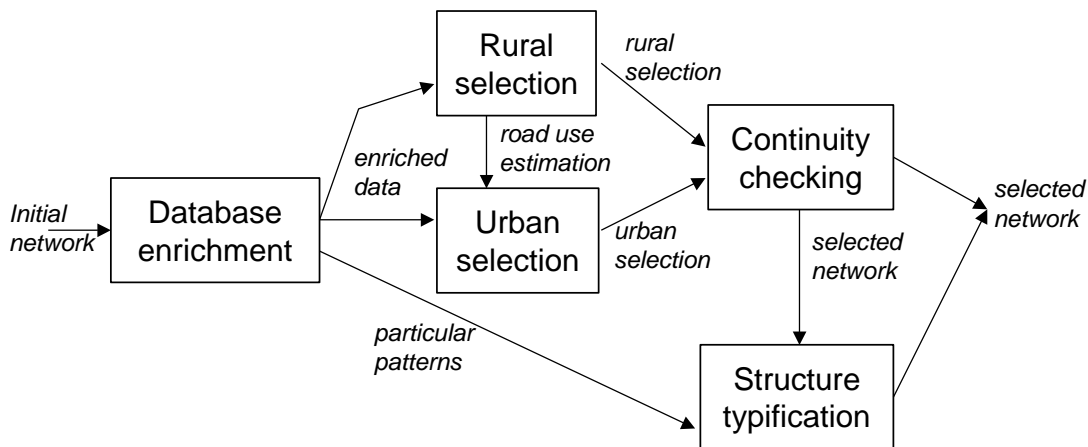 Rural
selection
rural
selection
road use
estimation
enriched
data
Initial
network
Database
enrichment
Urban
selection
urban
selection
Continuity
checking
selected
network
selected
network
particular
patterns
Structure
typification